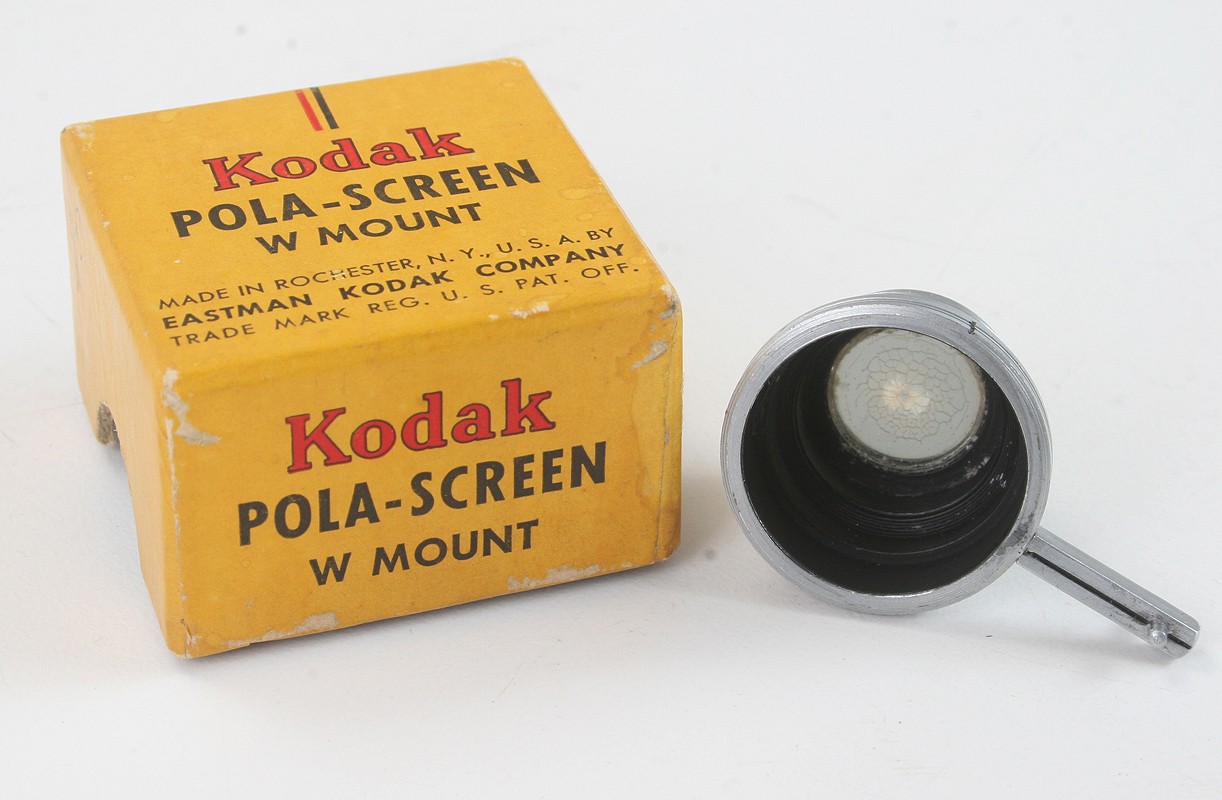 Kodak
POLA-SCREEN
W MOUNT
MADE IN ROCHESTER, N. Y., U. S. A. BY
EASTMAN KODAK COMPANY
TRADE MARK REG. U. S. PAT. OFF.
Kodak
POLA-SCREEN
W MOUNT